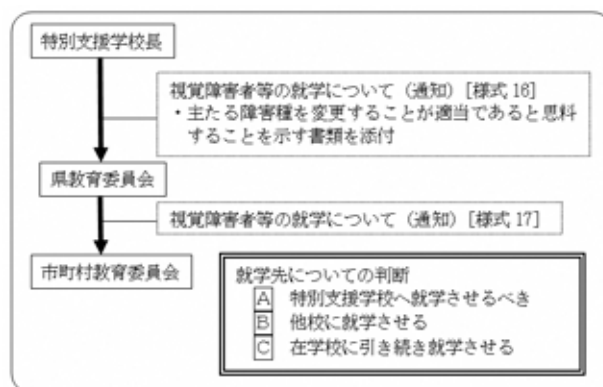 特別支援学校長
視覚障害者等の就学について（通知）［様式16］
・主たる障害種を変更することが適当であると思料
することを示す書類を添付
県教育委員会
視覚障害者等の就学について（通知）［様式17］
市町村教育委員会
就学先についての判断
A 特別支援学校へ就学させるべき
B 他校に就学させる
C 在学校に引き続き就学させる